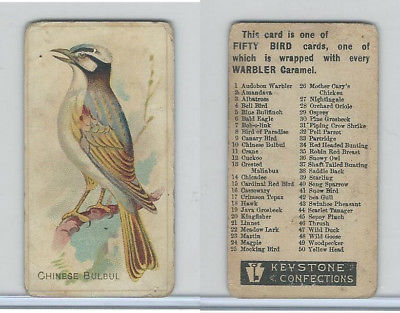 CHINESE BULBUL
This card is one of
FIFTY BIRD cards, one of
which is wrapped with every
WARBLER Caramel.
1 Audobon Warbler
2 Amandava
3 Albatross
4 Bell Bird
5 Blue Bullfinch
6 Bald Eagle
7 Bobo-link
8 Bird of Paradise
9 Canary Bird
10 Chinese Bulbul
11 Crane
12 Cuckoo
13 Crested
Maliabus
14 Chicadee
15 Cardinal Red Bird
16 Cassowary
17 Crimson Topaz
18 Hawk
19 Java Grosbeck
20 Kingfisher
21 Linnet
22 Meadow Lark
23 Martin
24 Magpie
25 Mocking Bird
26 Mother Cary's
Chicken
27 Nightingale
28 Orchard Oriole
29 Osprey
30 Pine Grosbeck
31 Piping Crow Shrike
32 Poll Parrot
33 Partridge
34 Red Headed Bunting
35 Robin Red Breast
36 Snowy Owl
37 Shaft Tailed Bunting
38 Saddle Back
39 Starling
40 Song Sparrow
41 Snow Bird
42 Sea Gull
43 Swinhoe Pheasant
44 Scarlet Tanager
45 Sepoy Finch
46 Thrush
47 Wild Duck
48 Wild Goose
49 Woodpecker
50 Yellow Head
KEYSTONE
CONFECTIONS